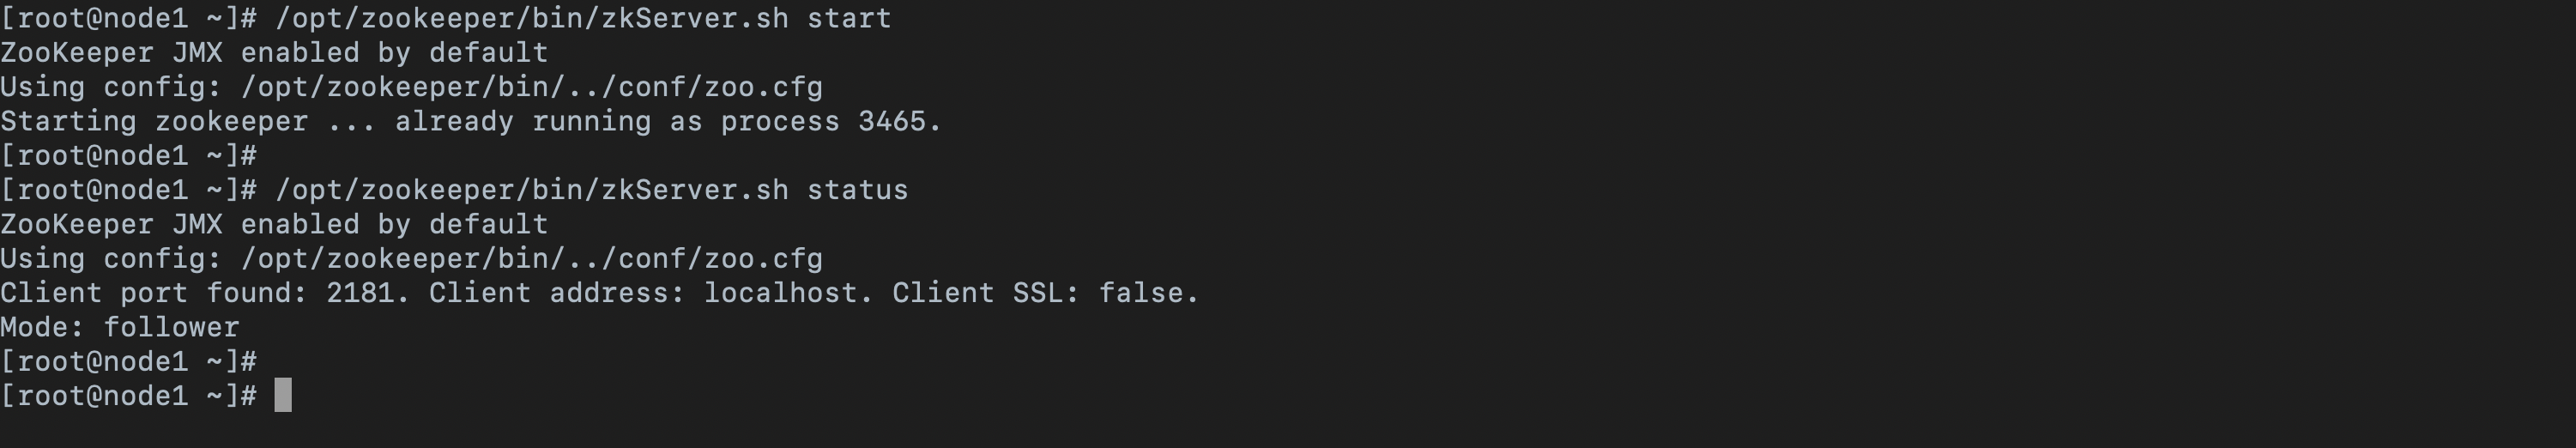 [root@node1 ~]# /opt/zookeeper/bin/zkServer.sh start
ZooKeeper JMX enabled by default
Using config: /opt/zookeeper/bin/../conf/zoo.cfg
Starting zookeeper ... already running as process 3465.
[root@node1 ~]#
[root@node1 ~]# /opt/zookeeper/bin/zkServer.sh status
ZooKeeper JMX enabled by default
Using config: /opt/zookeeper/bin/../conf/zoo.cfg
Client port found: 2181. Client address: localhost. Client SSL: false.
Mode: follower
[root@node1 ~]#
[root@node1 ~]#